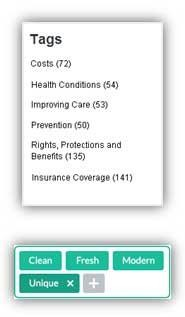 Tags
Costs (72)
Health Conditions (54)
Improving Care (53)
Prevention (50)
Rights, Protections and
Benefits (135)
Insurance Coverage (141)
Clean Fresh Modern
Unique × +